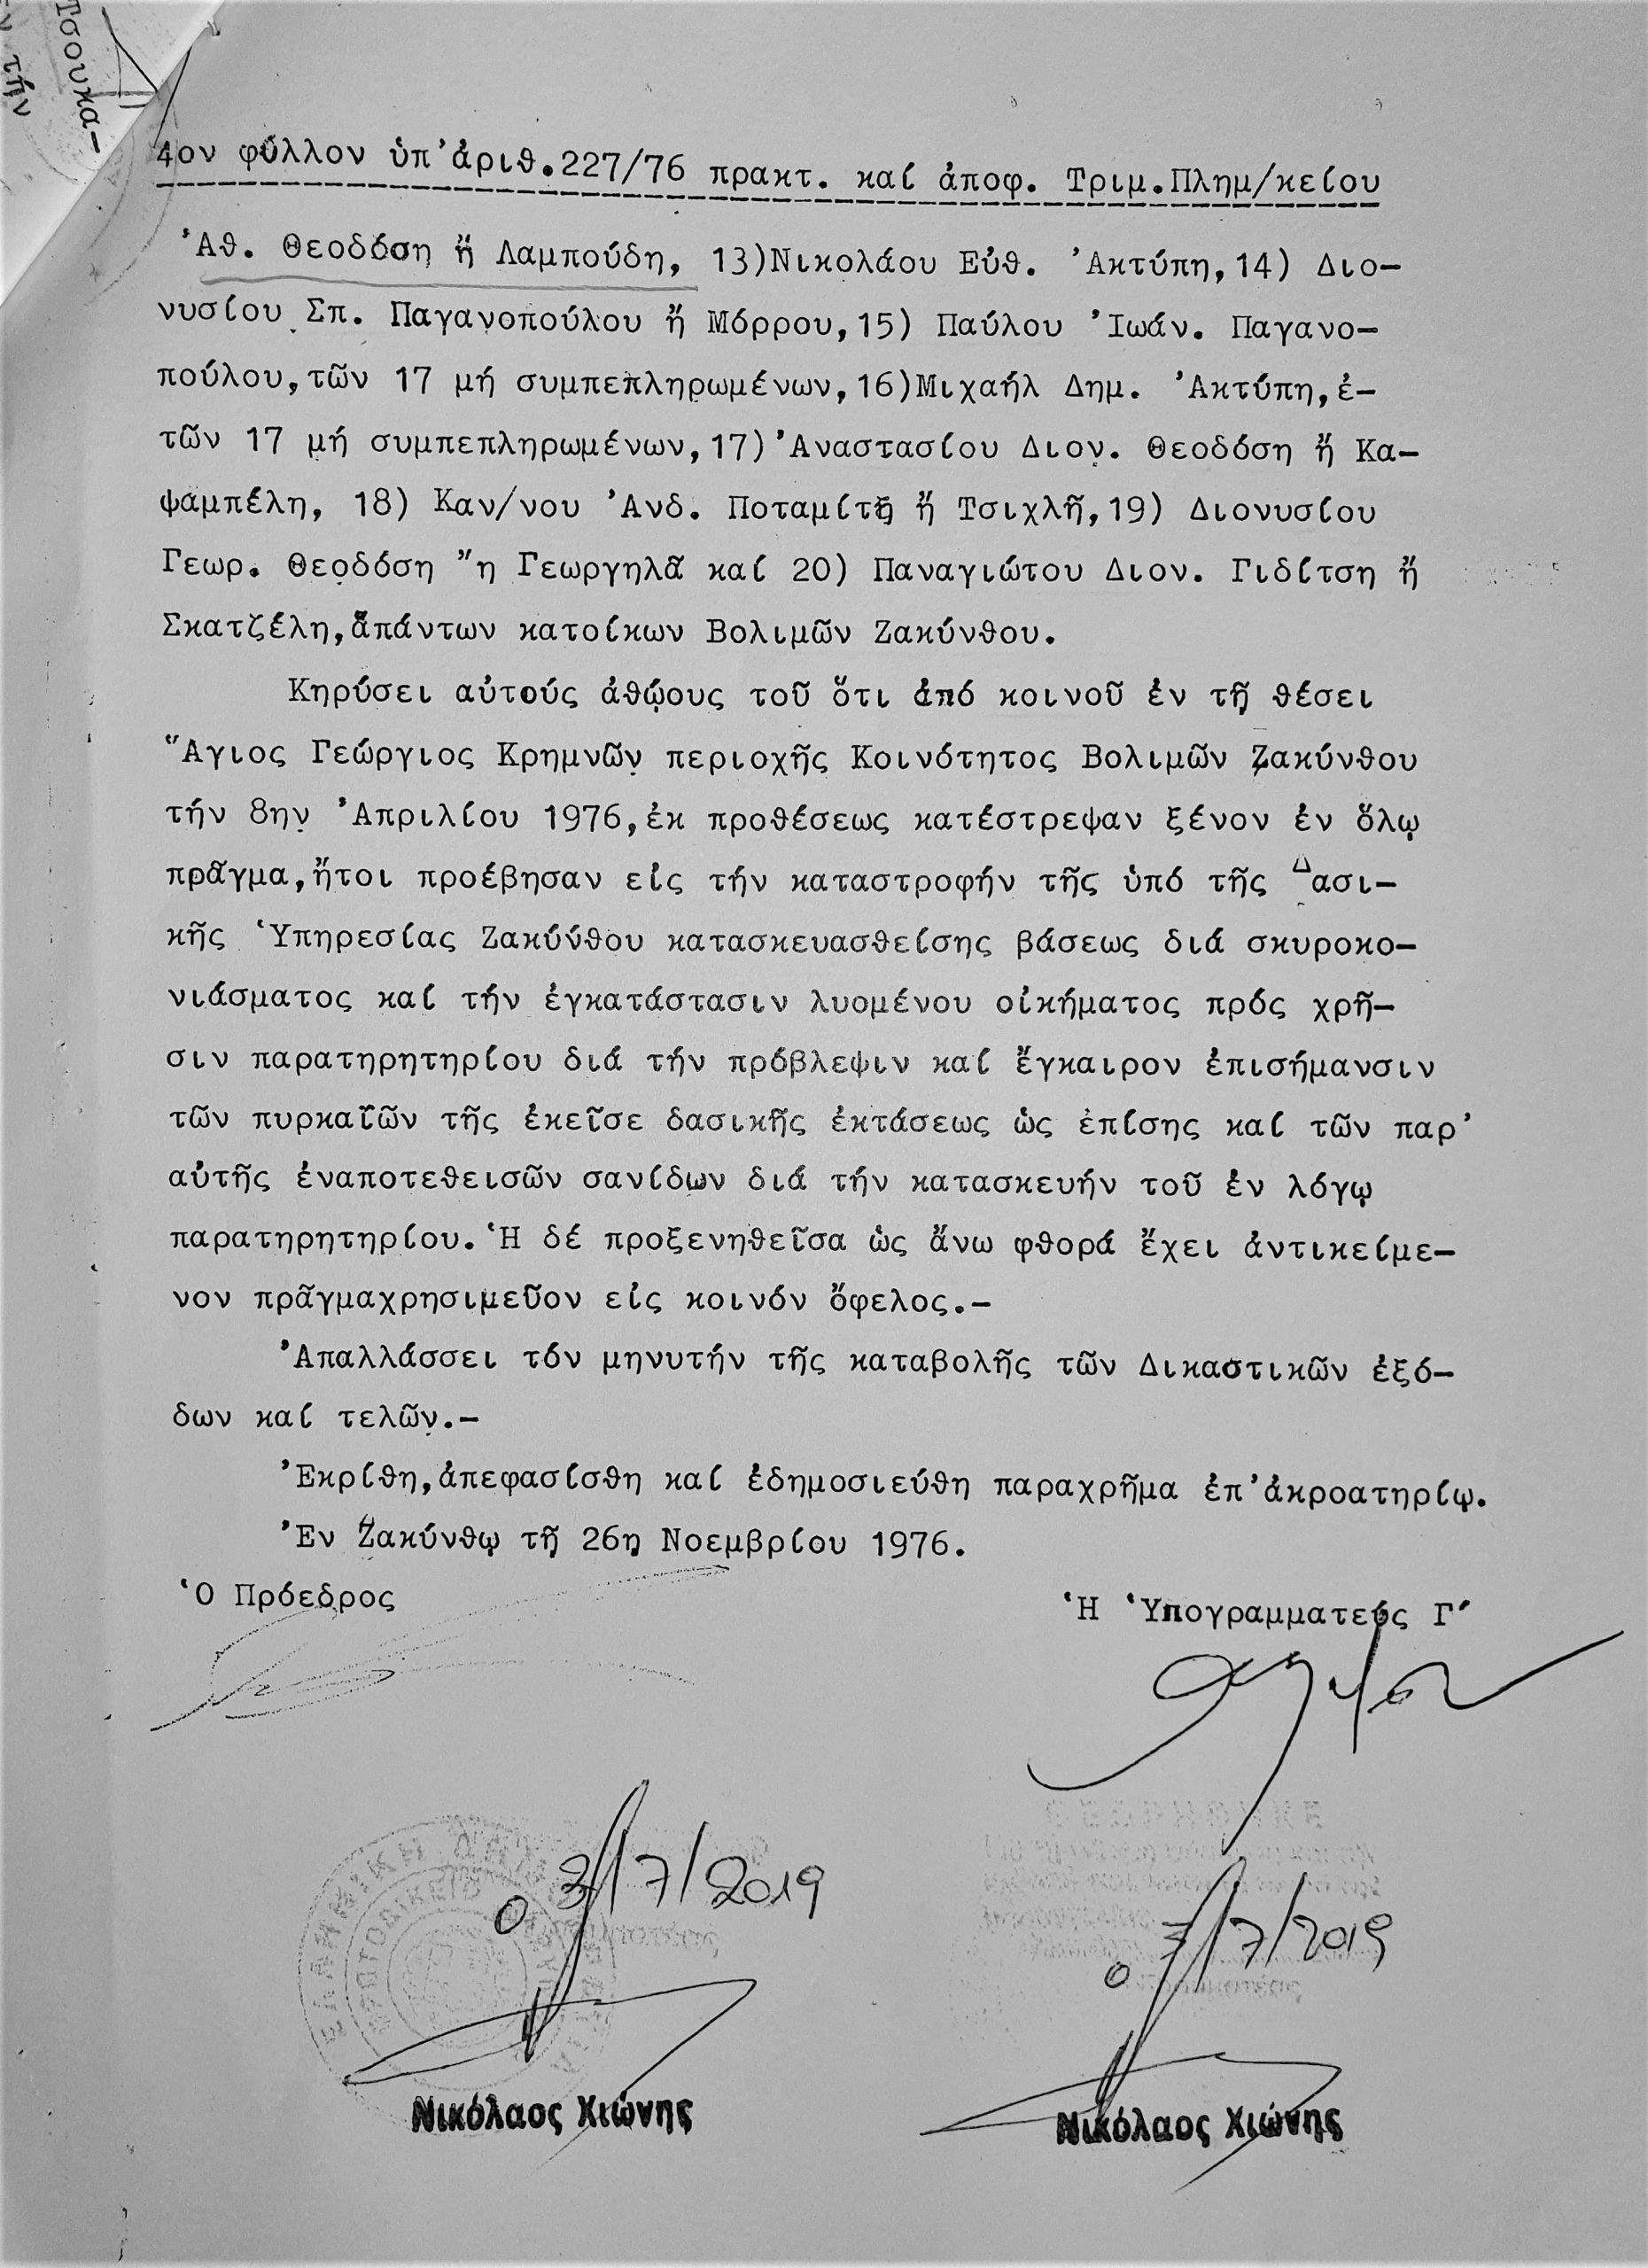 Τσουκα-
τήν
4ον φύλλον ὑπ'ἀριθ.227/76 πρακτ. καί ἀποφ. Τριμ.Πλημ/κείου
'Αθ. Θεοδόση ἤ Λαμπούδη, 13)Νικολάου Εὐθ. 'Ακτύπη,14) Διο-
νυσίου Σπ. Παγανοπούλου ἤ Μόρρου,15) Παύλου 'Ιωάν. Παγανο-
πούλου,τῶν 17 μή συμπεπληρωμένων,16)Μιχαήλ Δημ. 'Ακτύπη,ἐ-
τῶν 17 μή συμπεπληρωμένων,17)'Αναστασίου Διον. Θεοδόση ἤ Κα-
ψαμπέλη, 18) Καν/νου 'Ανδ. Ποταμίτη ἤ Τσιχλῆ,19) Διονυσίου
Γεωρ. Θεοδόση "η Γεωργηλᾶ καί 20) Παναγιώτου Διον. Γιδίτση ἤ
Σκατζέλη,ἁπάντων κατοίκων Βολιμῶν Ζακύνθου.
Κηρύσει αὐτούς ἀθῴους τοῦ ὅτι ἀπό κοινοῦ ἐν τῇ θέσει
"Αγιος Γεώργιος Κρημνῶν περιοχῆς Κοινότητος Βολιμῶν Ζακύνθου
τήν 8ην 'Απριλίου 1976,ἐκ προθέσεως κατέστρεψαν ξένον ἐν ὅλῳ
πρᾶγμα,ἤτοι προέβησαν εἰς τήν καταστροφήν τῆς ὑπό τῆς Δασι-
κῆς 'Υπηρεσίας Ζακύνθου κατασκευασθείσης βάσεως διά σκυροκο-
νιάσματος καί τήν ἐγκατάστασιν λυομένου οἰκήματος πρός χρῆ-
σιν παρατηρητηρίου διά τήν πρόβλεψιν καί ἔγκαιρον ἐπισήμανσιν
τῶν πυρκαϊῶν τῆς ἐκεῖσε δασικῆς ἐκτάσεως ὡς ἐπίσης καί τῶν παρ'
αὐτῆς ἐναποτεθεισῶν σανίδων διά τήν κατασκευήν τοῦ ἐν λόγῳ
παρατηρητηρίου.'Η δέ προξενηθεῖσα ὡς ἄνω φθορά ἔχει ἀντικείμε-
νον πρᾶγμαχρησιμεῦον εἰς κοινόν ὄφελος.-
'Απαλλάσσει τόν μηνυτήν τῆς καταβολῆς τῶν Δικαστικῶν ἐξό-
δων καί τελῶν.-
'Εκρίθη,ἀπεφασίσθη καί ἐδημοσιεύθη παραχρῆμα ἐπ'ἀκροατηρίῳ.
'Εν Ζακύνθῳ τῇ 26η Νοεμβρίου 1976.
'Ο Πρόεδρος 'Η 'Υπογραμματεύς Γ'
ο 3/7/2019
ο 3/7/2019
Νικόλαος Χιώνης
Νικόλαος Χιώνης